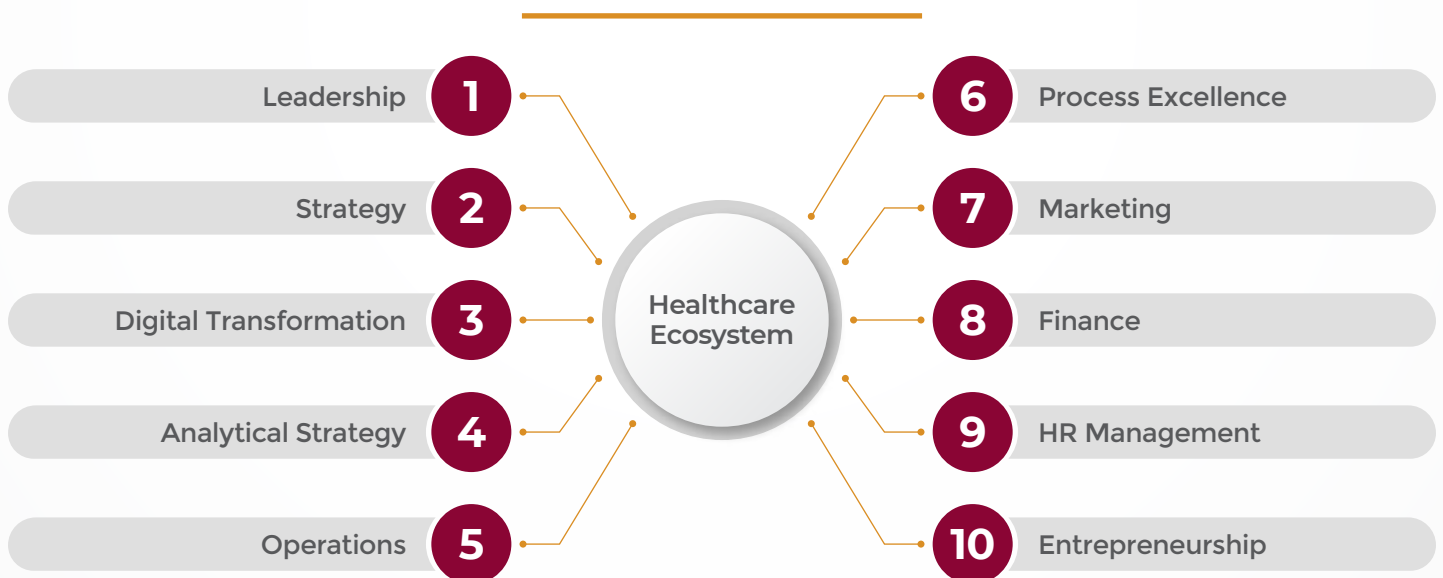 Leadership 1
Strategy 2
Digital Transformation 3
Analytical Strategy 4
Operations 5
Healthcare
Ecosystem
6 Process Excellence
7 Marketing
8 Finance
9 HR Management
10 Entrepreneurship